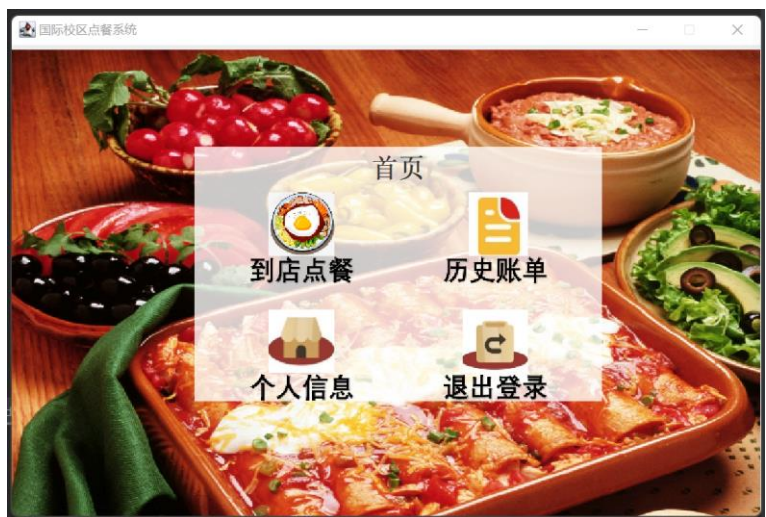 国际校区点餐系统
首页
到店点餐
历史账单
个人信息
退出登录